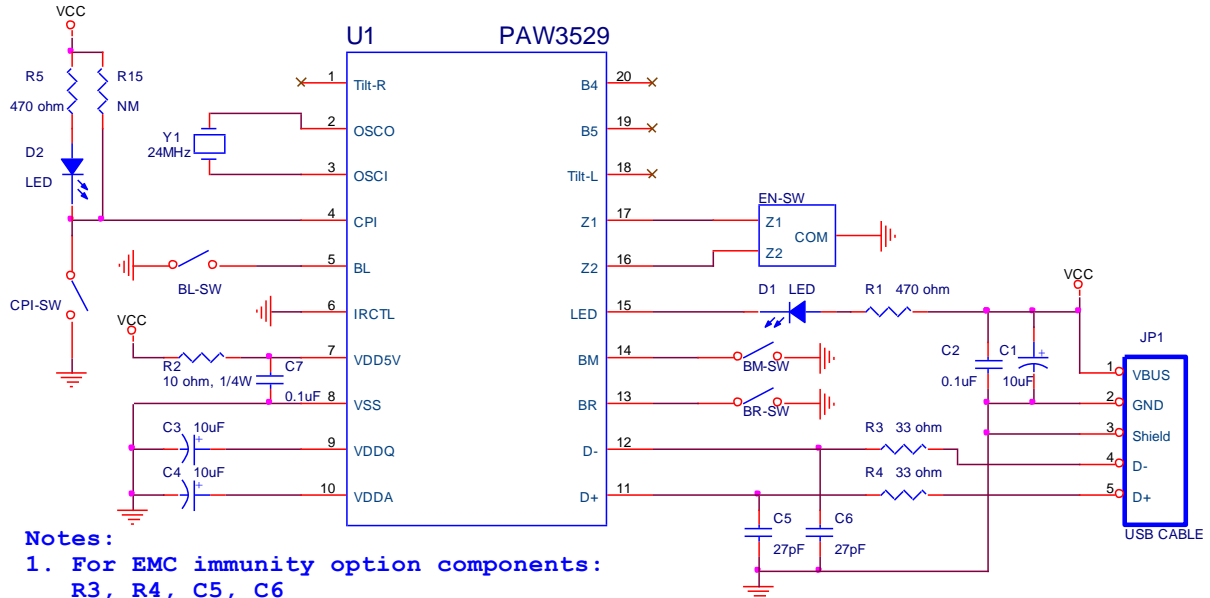 VCC
U1 PAW3529
R5
470 ohm
R15
NM
D2
LED
CPI-SW
Y1
24MHz
BL-SW
VCC
R2
10 ohm, 1/4W
C7
0.1uF
C3 10uF
C4 10uF
1 Tilt-R
2 OSCO
3 OSCI
4 CPI
5 BL
6 IRCTL
7 VDD5V
8 VSS
9 VDDQ
10 VDDA
B4 20
B5 19
Tilt-L 18
Z1 17
Z2 16
LED 15
BM 14
BR 13
D- 12
D+ 11
EN-SW
Z1
COM
Z2
D1 LED
R1 470 ohm
VCC
BM-SW
BR-SW
C2
0.1uF
C1
10uF
R3 33 ohm
R4 33 ohm
C5
27pF
C6
27pF
JP1
1 VBUS
2 GND
3 Shield
4 D-
5 D+
USB CABLE
Notes:
1. For EMC immunity option components:
R3, R4, C5, C6